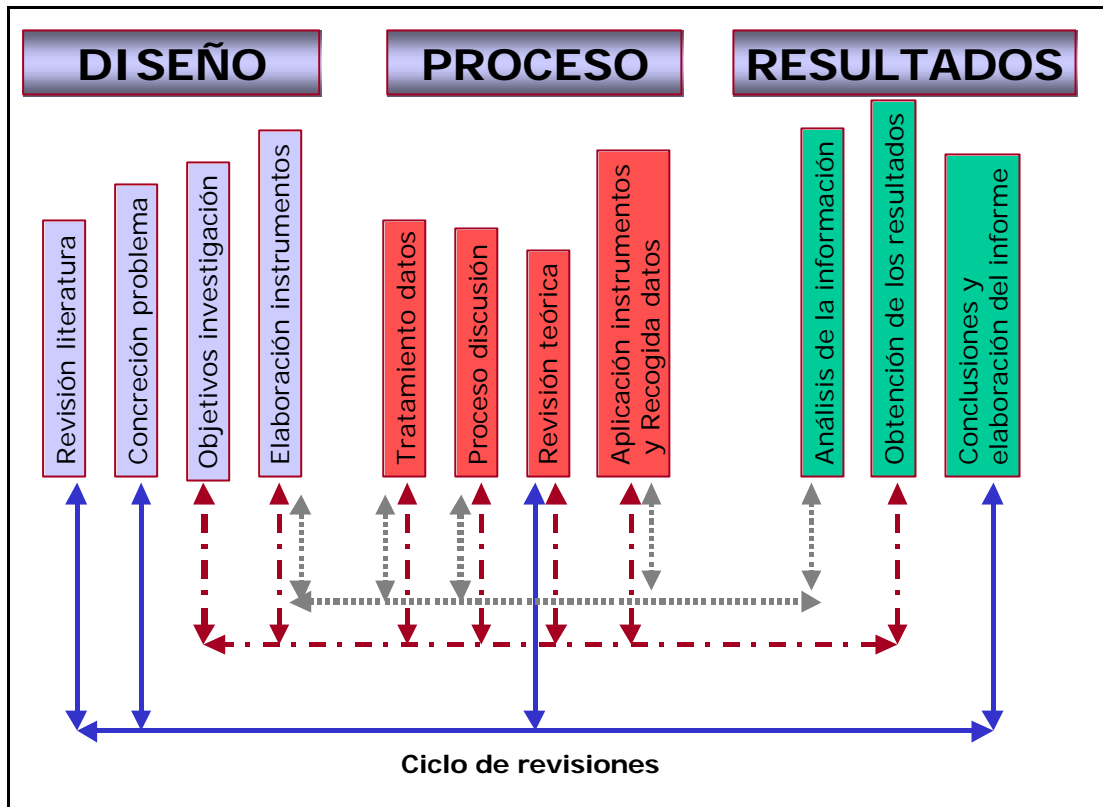 DISEÑO
PROCESO
RESULTADOS
Revisión literatura
Concreción problema
Objetivos investigación
Elaboración instrumentos
Tratamiento datos
Proceso discusión
Revisión teórica
Aplicación instrumentos
y Recogida datos
Análisis de la información
Obtención de los resultados
Conclusiones y
elaboración del informe
Ciclo de revisiones